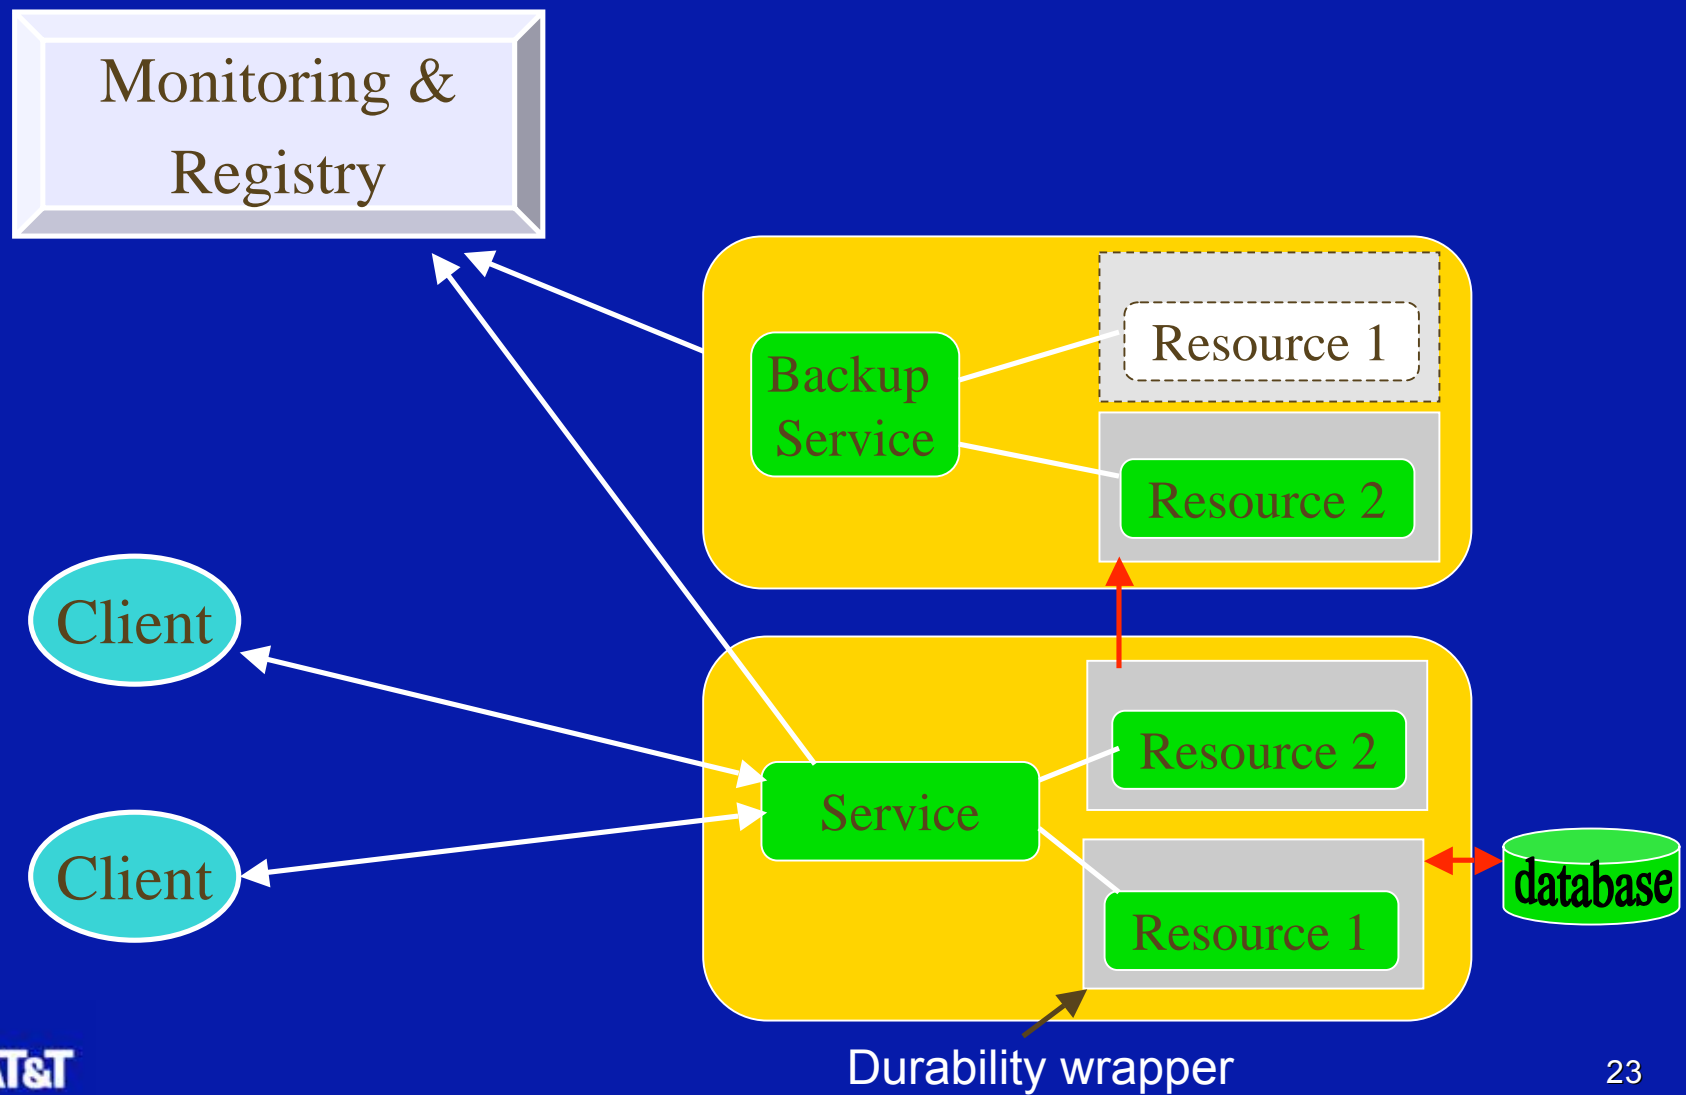 Monitoring &
Registry
Resource 1
Backup
Service
Resource 2
Client
Resource 2
Service
Client
database
Resource 1
Durability wrapper
T&T
23